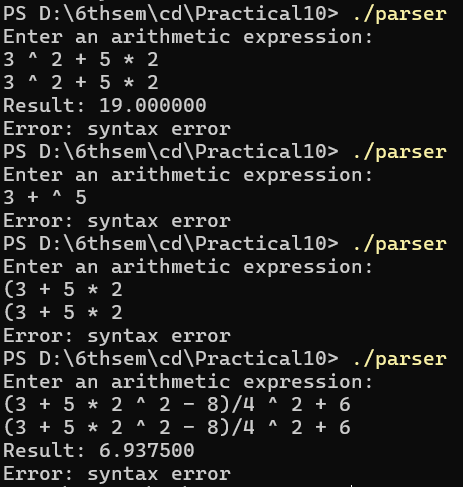 PS D:\6thsem\cd\Practical10> ./parser
Enter an arithmetic expression:
3 ^ 2 + 5 * 2
3 ^ 2 + 5 * 2
Result: 19.000000
Error: syntax error
PS D:\6thsem\cd\Practical10> ./parser
Enter an arithmetic expression:
3 + ^ 5
Error: syntax error
PS D:\6thsem\cd\Practical10> ./parser
Enter an arithmetic expression:
(3 + 5 * 2
(3 + 5 * 2
Error: syntax error
PS D:\6thsem\cd\Practical10> ./parser
Enter an arithmetic expression:
(3 + 5 * 2 ^ 2 - 8)/4 ^ 2 + 6
(3 + 5 * 2 ^ 2 - 8)/4 ^ 2 + 6
Result: 6.937500
Error: syntax error